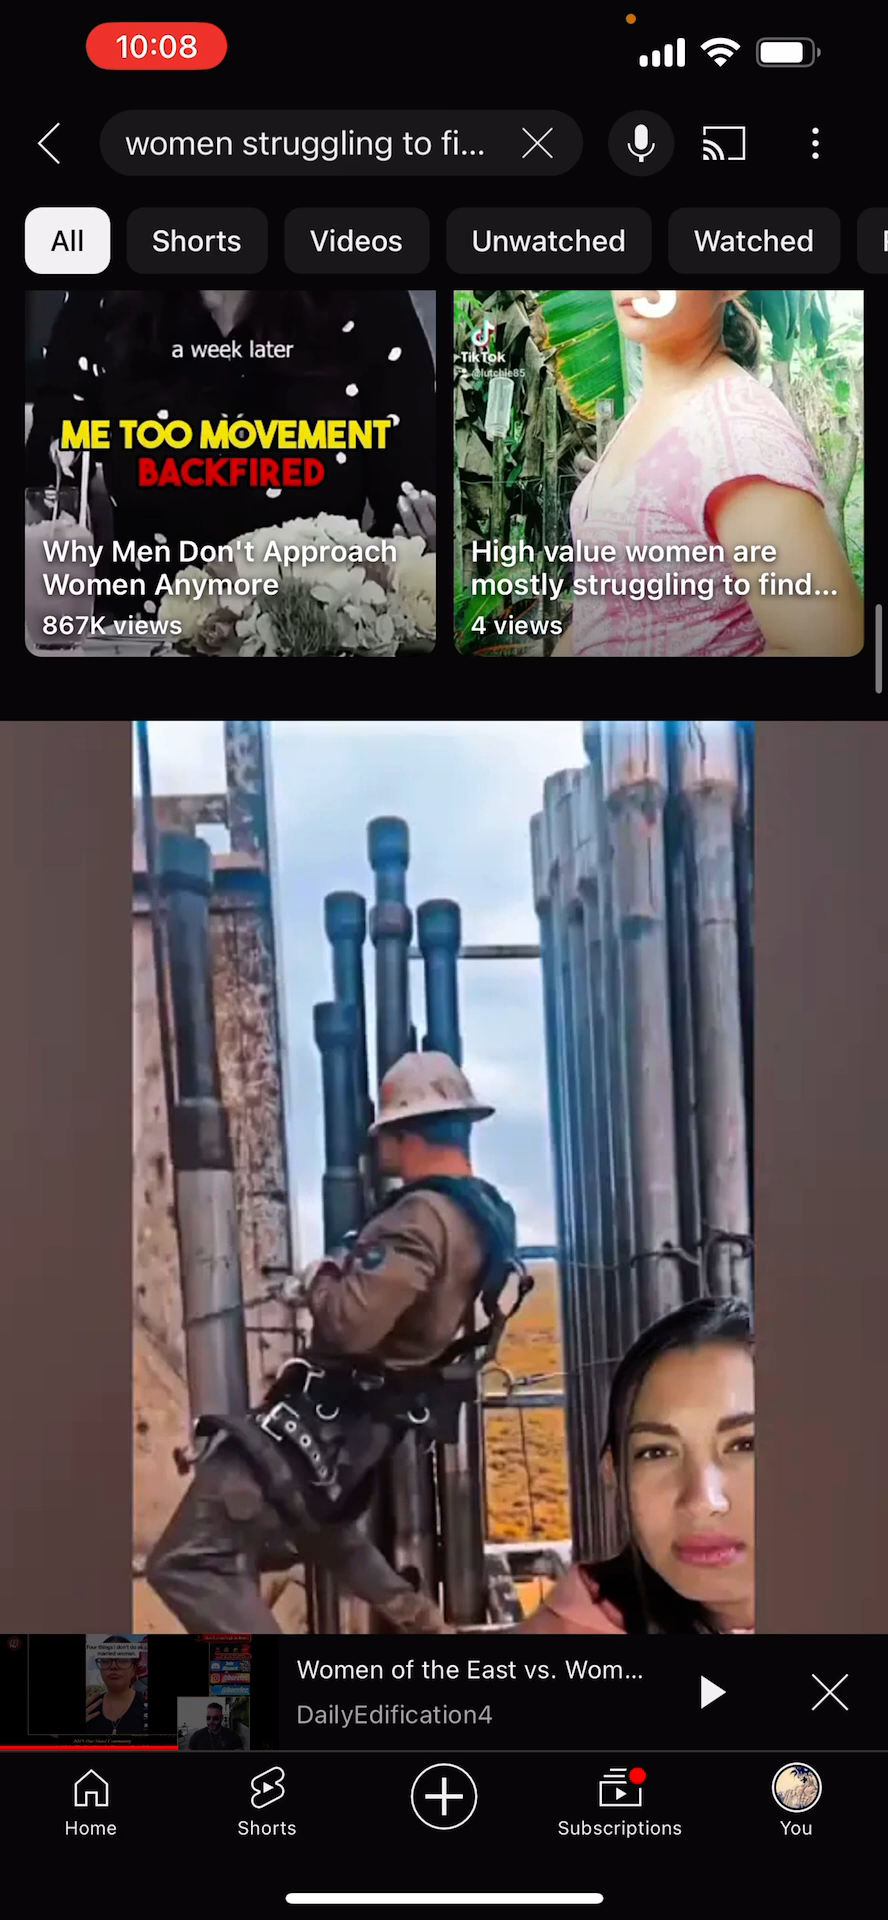 10:08
women struggling to fi...
All
Shorts
Videos
Unwatched
Watched
a week later
ME TOO MOVEMENT
BACKFIRED
Why Men Don't Approach
Women Anymore
867K views
TikTok
@lutchie85
High value women are
mostly struggling to find...
4 views
Women of the East vs. Wom...
DailyEdification4
Home
Shorts
Subscriptions
You